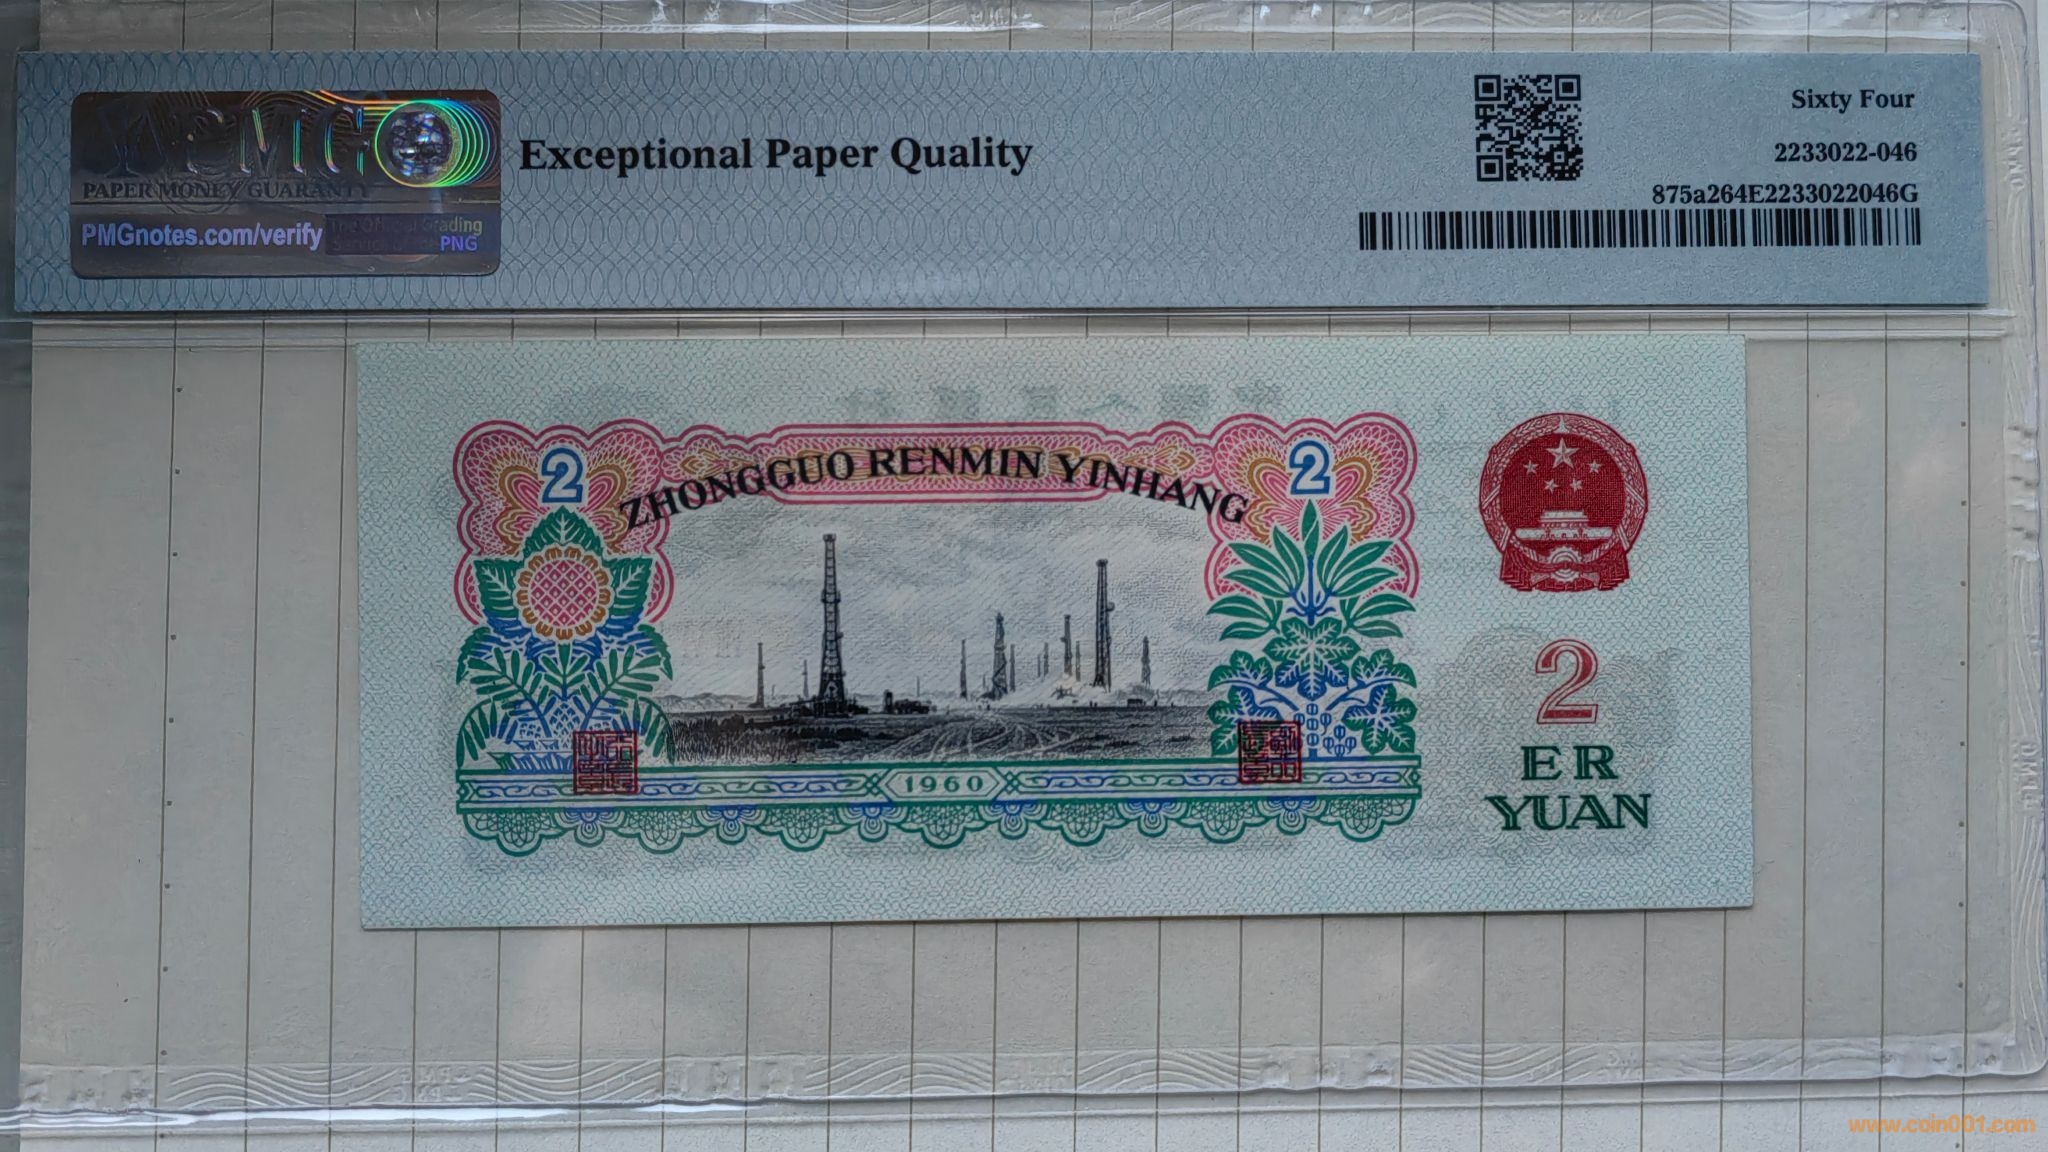 PMG
PAPER MONEY GUARANTY
PMGnotes.com/verify
The Official Grading
Service of the PNG
Exceptional Paper Quality
Sixty Four
2233022-046
875a264E2233022046G
ZHONGGUO RENMIN YINHANG
2
2
1960
2
ER
YUAN
www.coin001.com